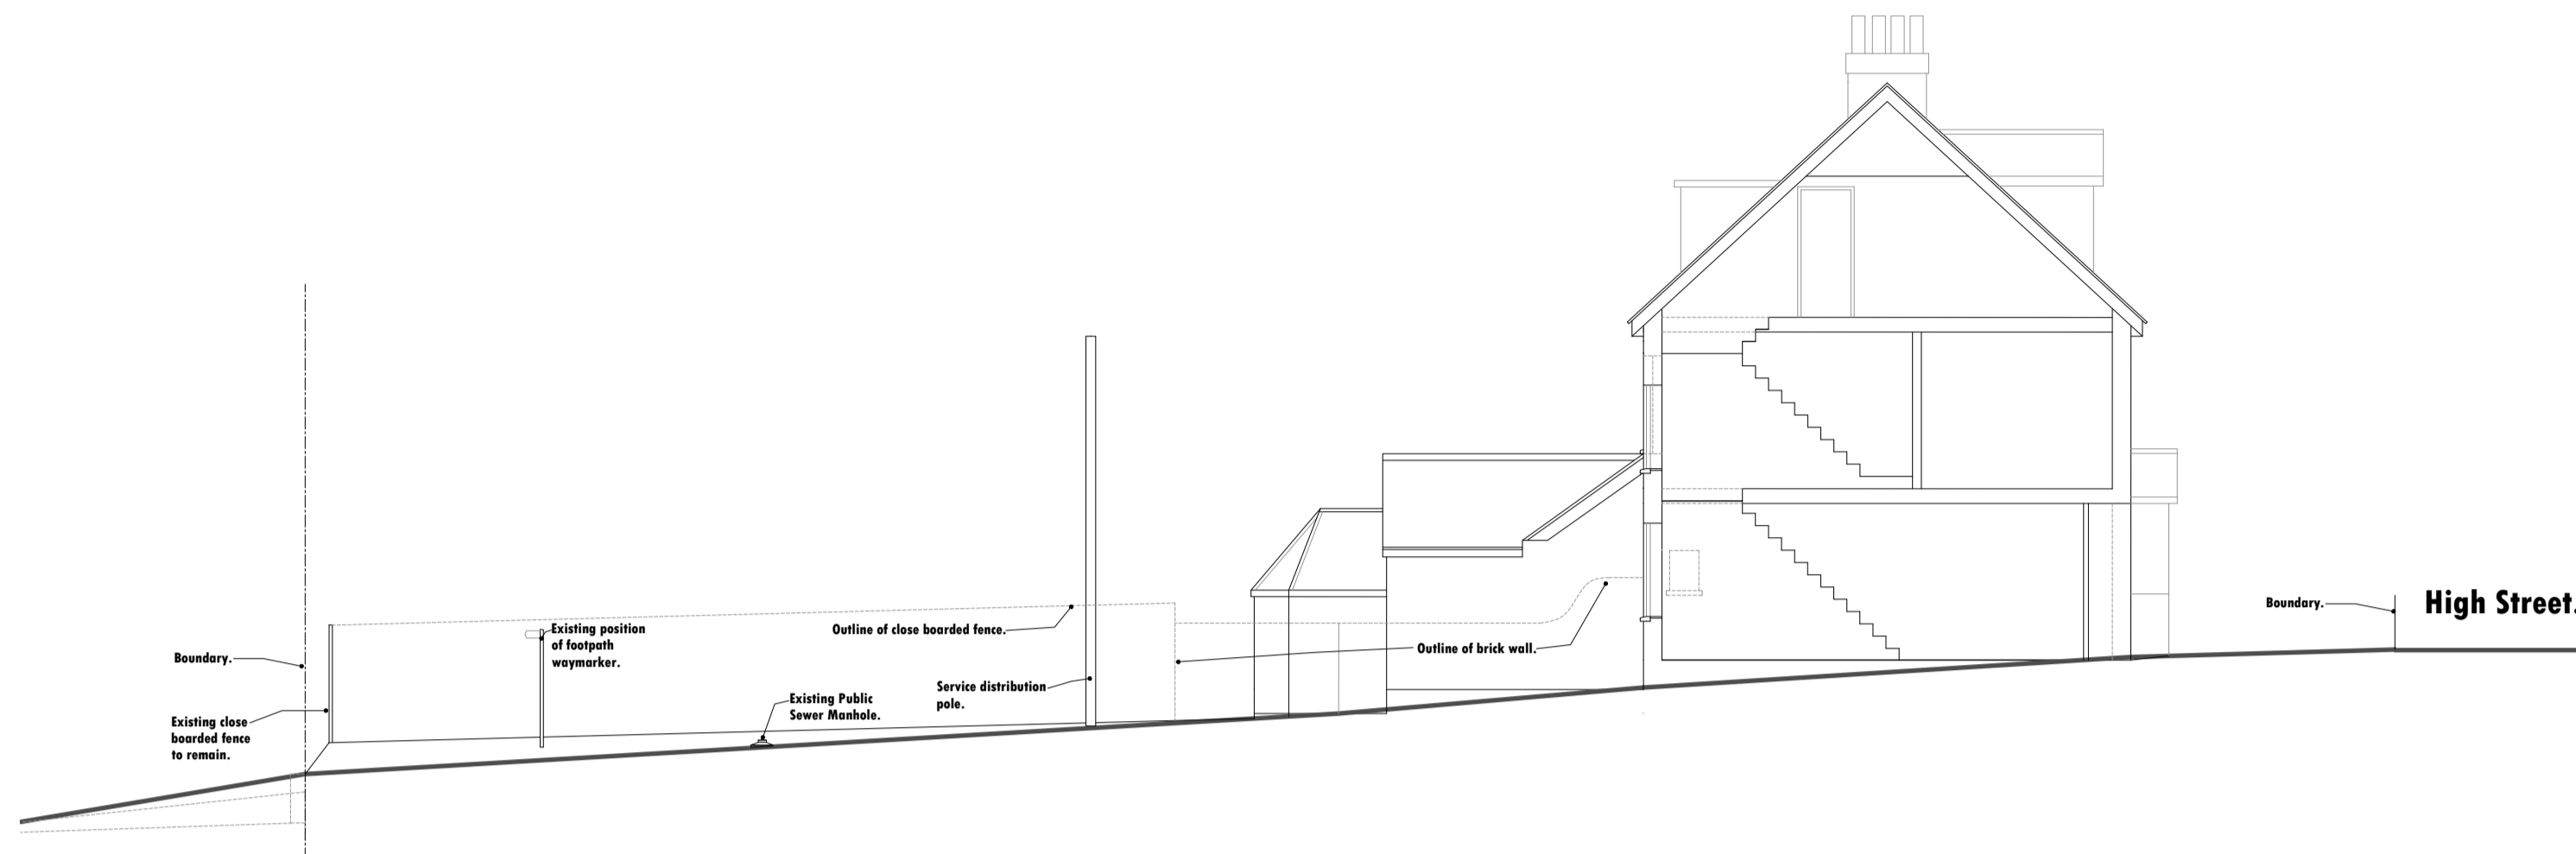 Boundary.
Existing close
boarded fence
to remain.
Existing position
of footpath
waymarker.
Existing Public
Sewer Manhole.
Outline of close boarded fence.
Service distribution
pole.
Outline of brick wall.
Boundary.
High Street.